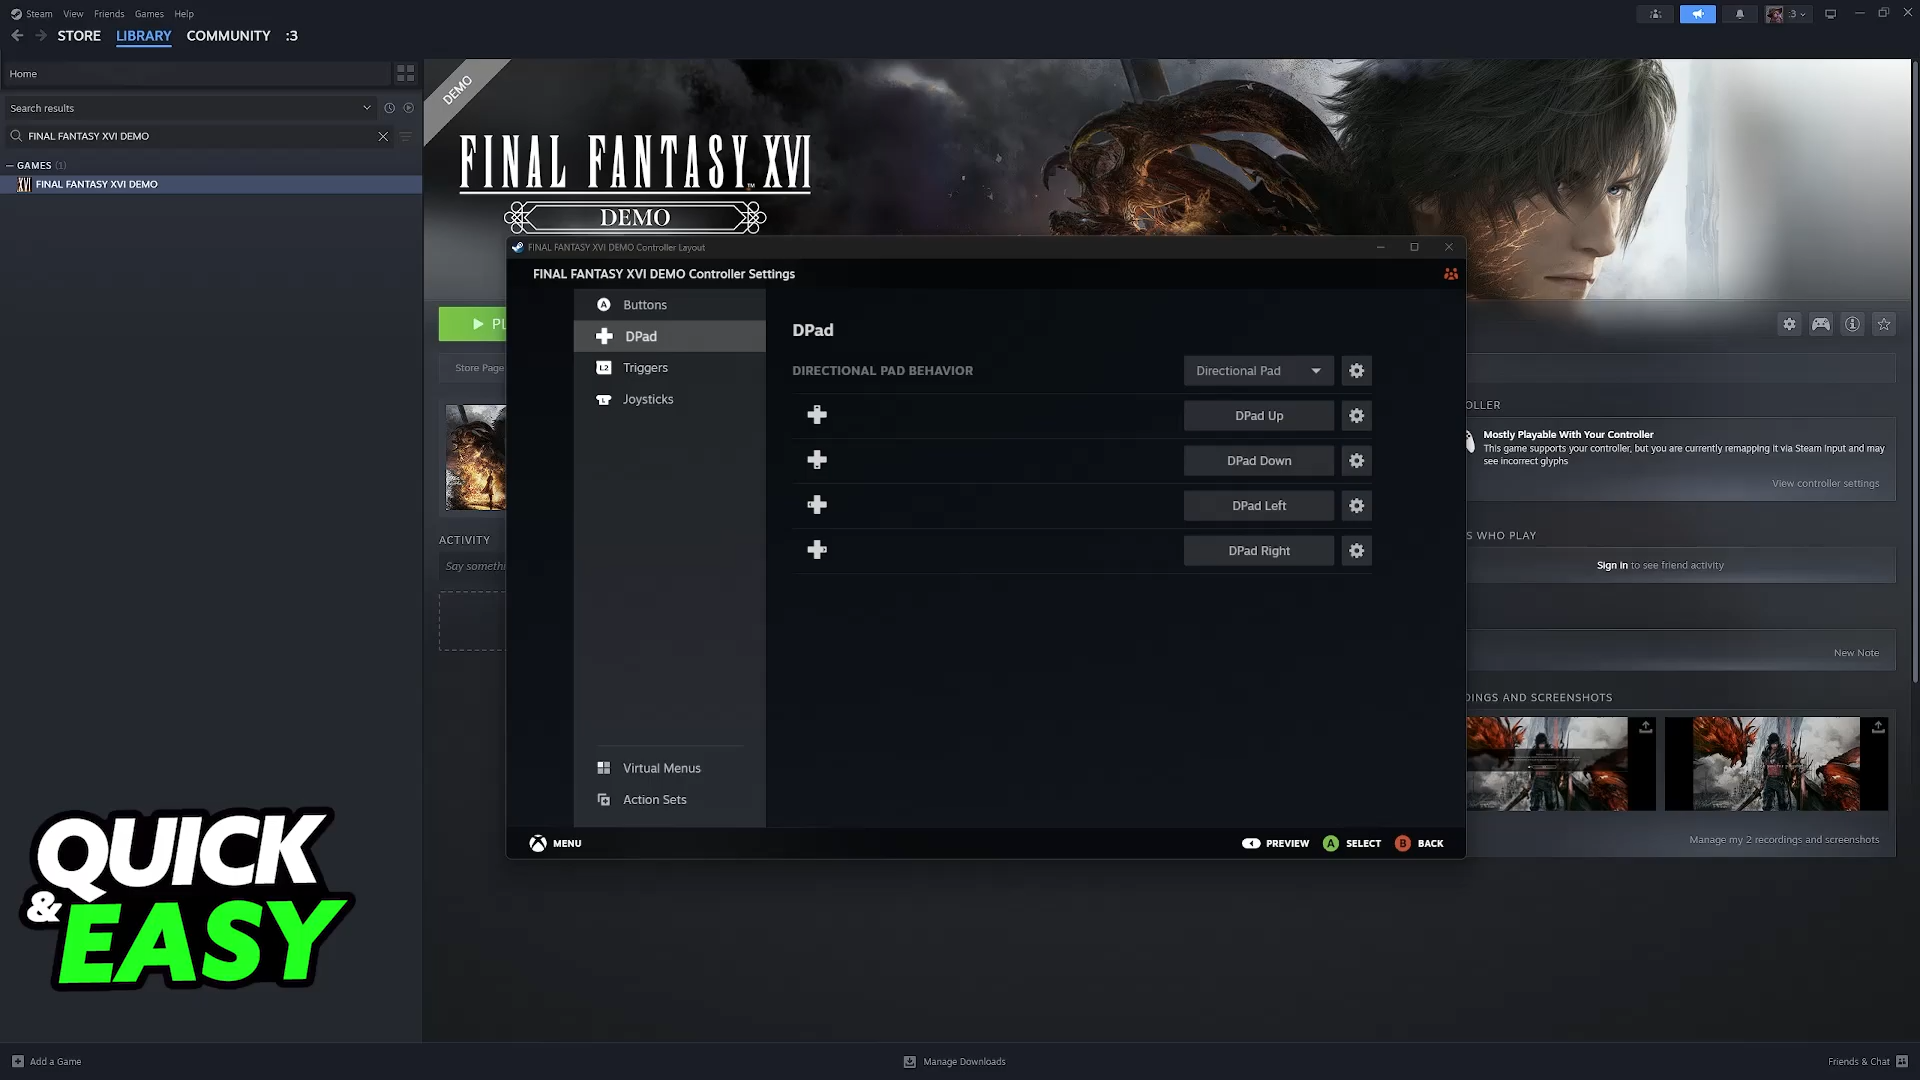 Steam View Friends Games Help
:3
STORE LIBRARY COMMUNITY :3
Home
Search results
FINAL FANTASY XVI DEMO
GAMES (1)
XVI FINAL FANTASY XVI DEMO
DEMO
FINAL FANTASY XVI
DEMO
FINAL FANTASY XVI DEMO Controller Layout
FINAL FANTASY XVI DEMO Controller Settings
A Buttons
DPad
L2 Triggers
L Joysticks
Virtual Menus
Action Sets
DPad
DIRECTIONAL PAD BEHAVIOR Directional Pad
DPad Up
DPad Down
DPad Left
DPad Right
MENU
PREVIEW A SELECT B BACK
PL
Store Page
ACTIVITY
Say somethi
OLLER
Mostly Playable With Your Controller
This game supports your controller, but you are currently remapping it via Steam Input and may
see incorrect glyphs
View controller settings
S WHO PLAY
Sign in to see friend activity
New Note
DINGS AND SCREENSHOTS
Manage my 2 recordings and screenshots
QUICK
& EASY
Add a Game
Manage Downloads
Friends & Chat